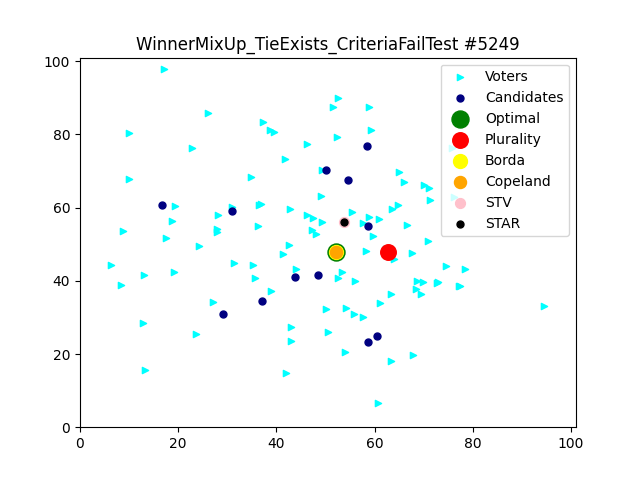 WinnerMixUp_TieExists_CriteriaFailTest #5249
100
80
60
40
20
0
0
20
40
60
80
100
Voters
Candidates
Optimal
Plurality
Borda
Copeland
STV
STAR